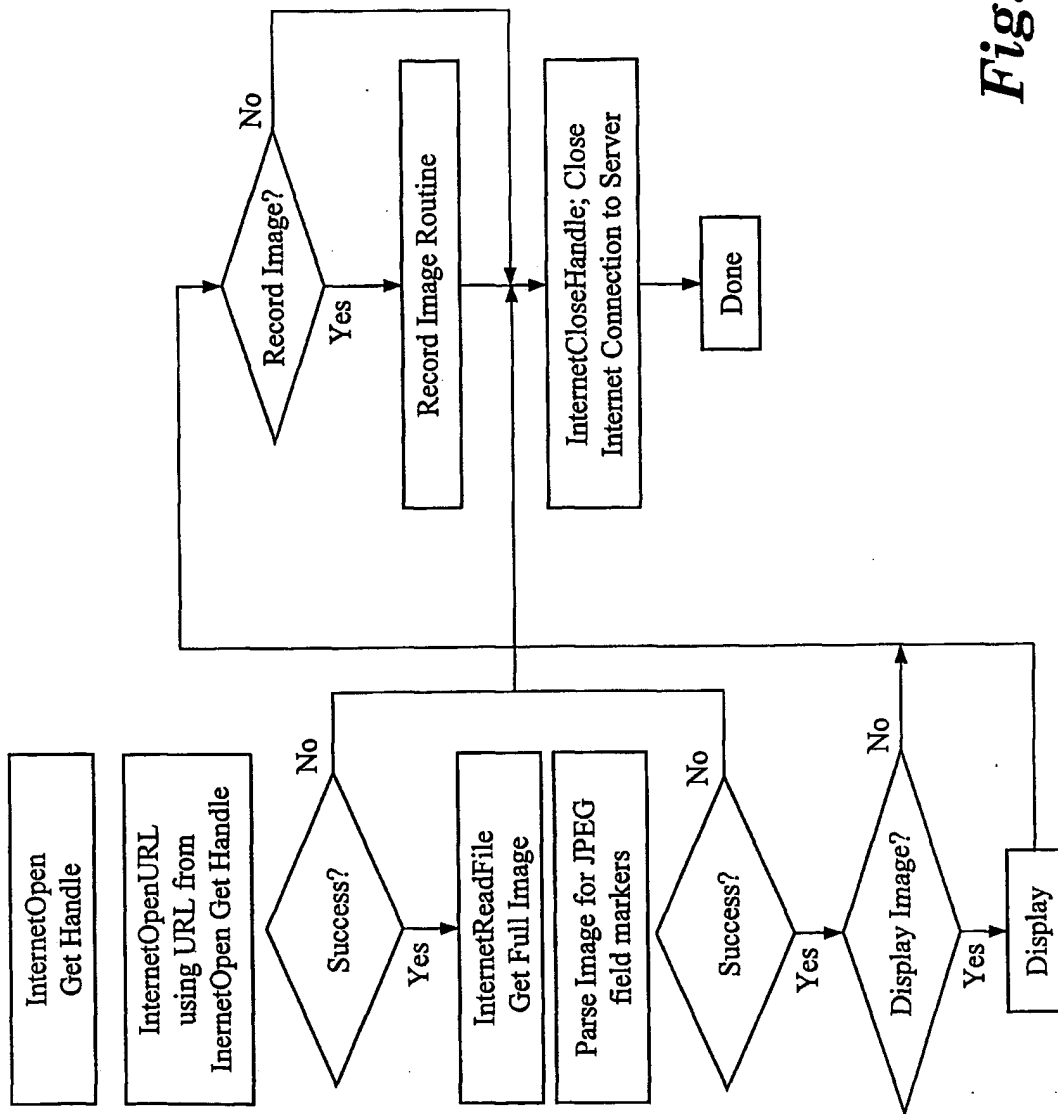 InternetOpen
Get Handle
InternetOpenURL
using URL from
InernetOpen Get Handle
Success?
No
Yes
InternetReadFile
Get Full Image
Parse Image for JPEG
field markers
Success?
No
Yes
Display Image?
No
Yes
Display
Record Image?
No
Yes
Record Image Routine
InternetCloseHandle; Close
Internet Connection to Server
Done
Fig.